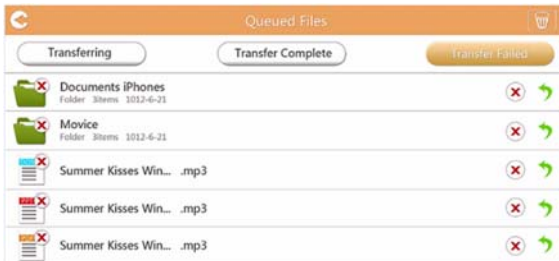 Queued Files
Transferring
Transfer Complete
Transfer Failed
Documents iPhones
Folder 3items 1012-6-21
Movice
Folder 3items 1012-6-21
Summer Kisses Win... .mp3
Summer Kisses Win... .mp3
Summer Kisses Win... .mp3